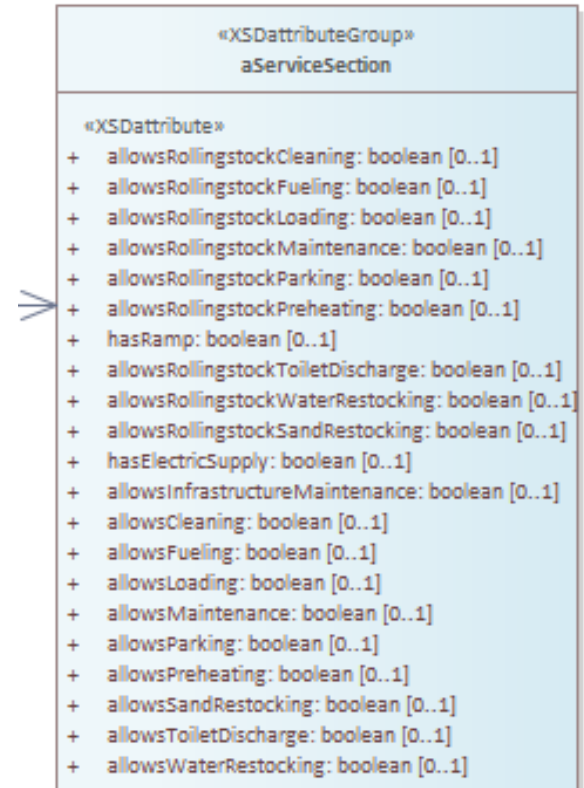 «XSDattributeGroup»
aServiceSection
«XSDattribute»
+ allowsRollingstockCleaning: boolean [0..1]
+ allowsRollingstockFueling: boolean [0..1]
+ allowsRollingstockLoading: boolean [0..1]
+ allowsRollingstockMaintenance: boolean [0..1]
+ allowsRollingstockParking: boolean [0..1]
+ allowsRollingstockPreheating: boolean [0..1]
+ hasRamp: boolean [0..1]
+ allowsRollingstockToiletDischarge: boolean [0..1]
+ allowsRollingstockWaterRestocking: boolean [0..1]
+ allowsRollingstockSandRestocking: boolean [0..1]
+ hasElectricSupply: boolean [0..1]
+ allowsInfrastructureMaintenance: boolean [0..1]
+ allowsCleaning: boolean [0..1]
+ allowsFueling: boolean [0..1]
+ allowsLoading: boolean [0..1]
+ allowsMaintenance: boolean [0..1]
+ allowsParking: boolean [0..1]
+ allowsPreheating: boolean [0..1]
+ allowsSandRestocking: boolean [0..1]
+ allowsToiletDischarge: boolean [0..1]
+ allowsWaterRestocking: boolean [0..1]